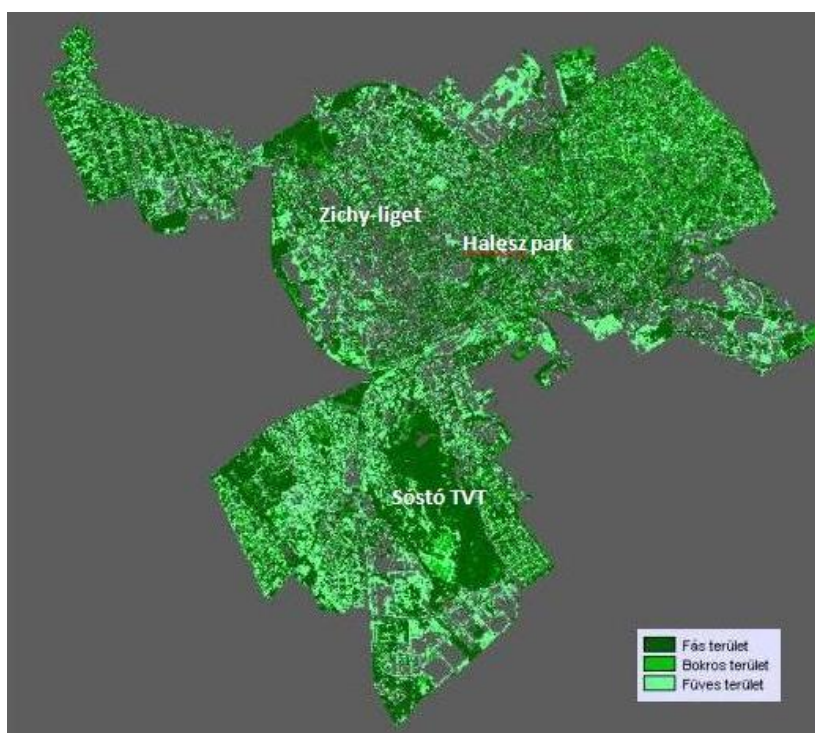 Zichy-liget
Halesz park
Sóstó TVT
Fás terület
Bokros terület
Füves terület